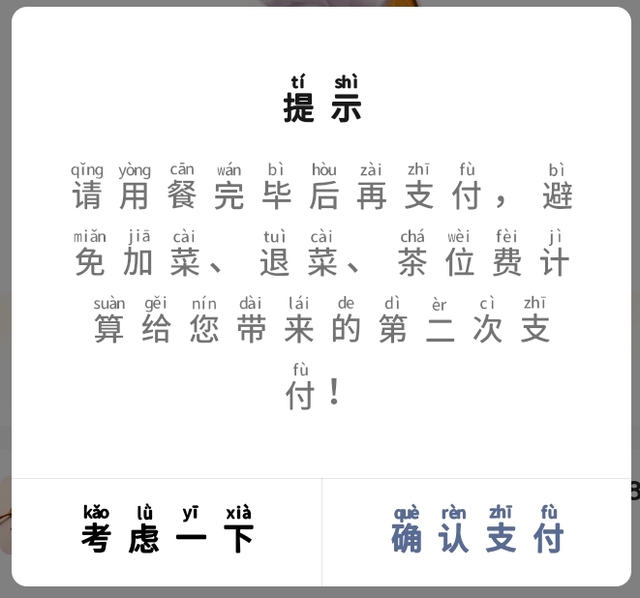 tí shì
提示
qǐng yòng cān wán bì hòu zài zhī fù bì
请用餐完毕后再支付，避
miǎn jiā cài tuì cài chá wèi fèi jì
免加菜、退菜、茶位费计
suàn gěi nín dài lái de dì èr cì zhī
算给您带来的第二次支
fù
付！
kǎo lǜ yī xià
考虑一下
què rèn zhī fù
确认支付
8